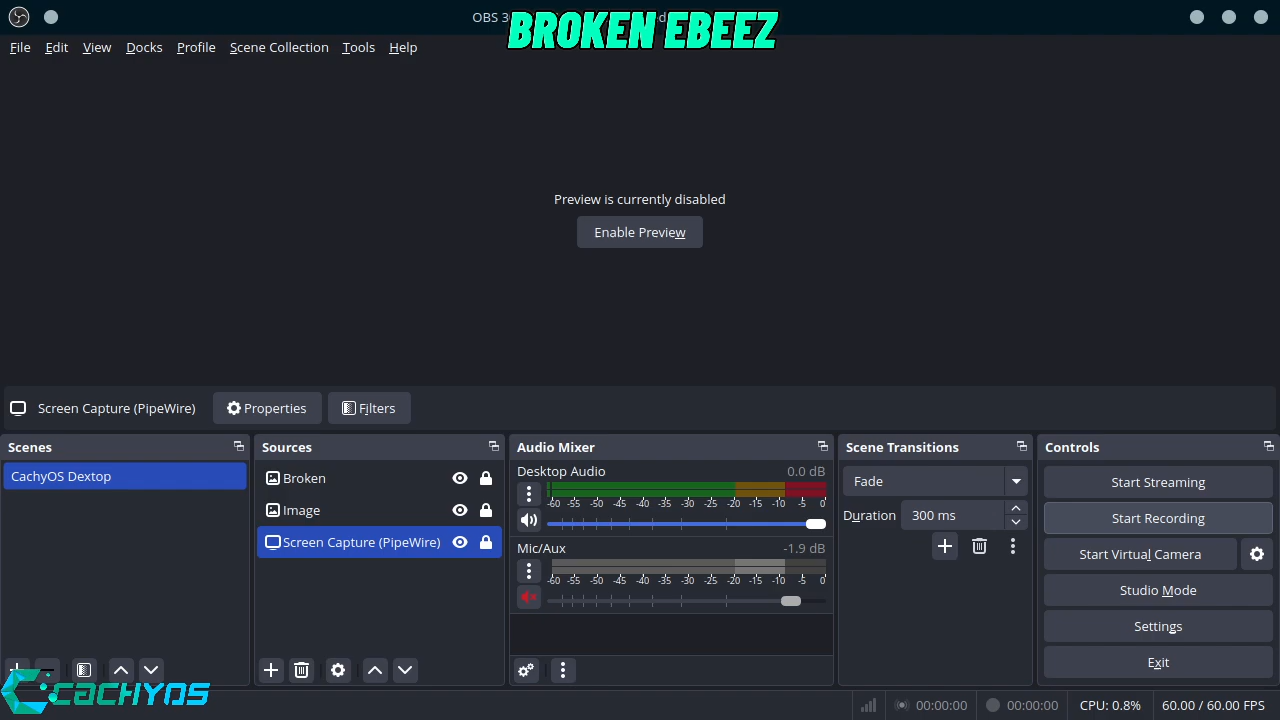 OBS 3
BROKEN EBEEZ
File Edit View Docks Profile Scene Collection Tools Help
Preview is currently disabled
Enable Preview
Screen Capture (PipeWire) Properties Filters
Scenes
CachyOS Dextop
Sources
Broken
Image
Screen Capture (PipeWire)
Audio Mixer
Desktop Audio 0.0 dB
-60 -55 -50 -45 -40 -35 -30 -25 -20 -15 -10 -5 0
Mic/Aux -1.9 dB
-60 -55 -50 -45 -40 -35 -30 -25 -20 -15 -10 -5 0
Scene Transitions
Fade
Duration 300 ms
Controls
Start Streaming
Start Recording
Start Virtual Camera
Studio Mode
Settings
Exit
CACHYOS
00:00:00 00:00:00 CPU: 0.8% 60.00 / 60.00 FPS